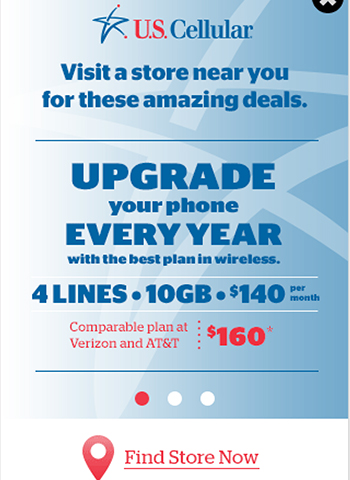 U.S. Cellular
Visit a store near you
for these amazing deals.
UPGRADE
your phone
EVERY YEAR
with the best plan in wireless.
4 LINES • 10GB • $140 per month
Comparable plan at
Verizon and AT&T
$160*
Find Store Now